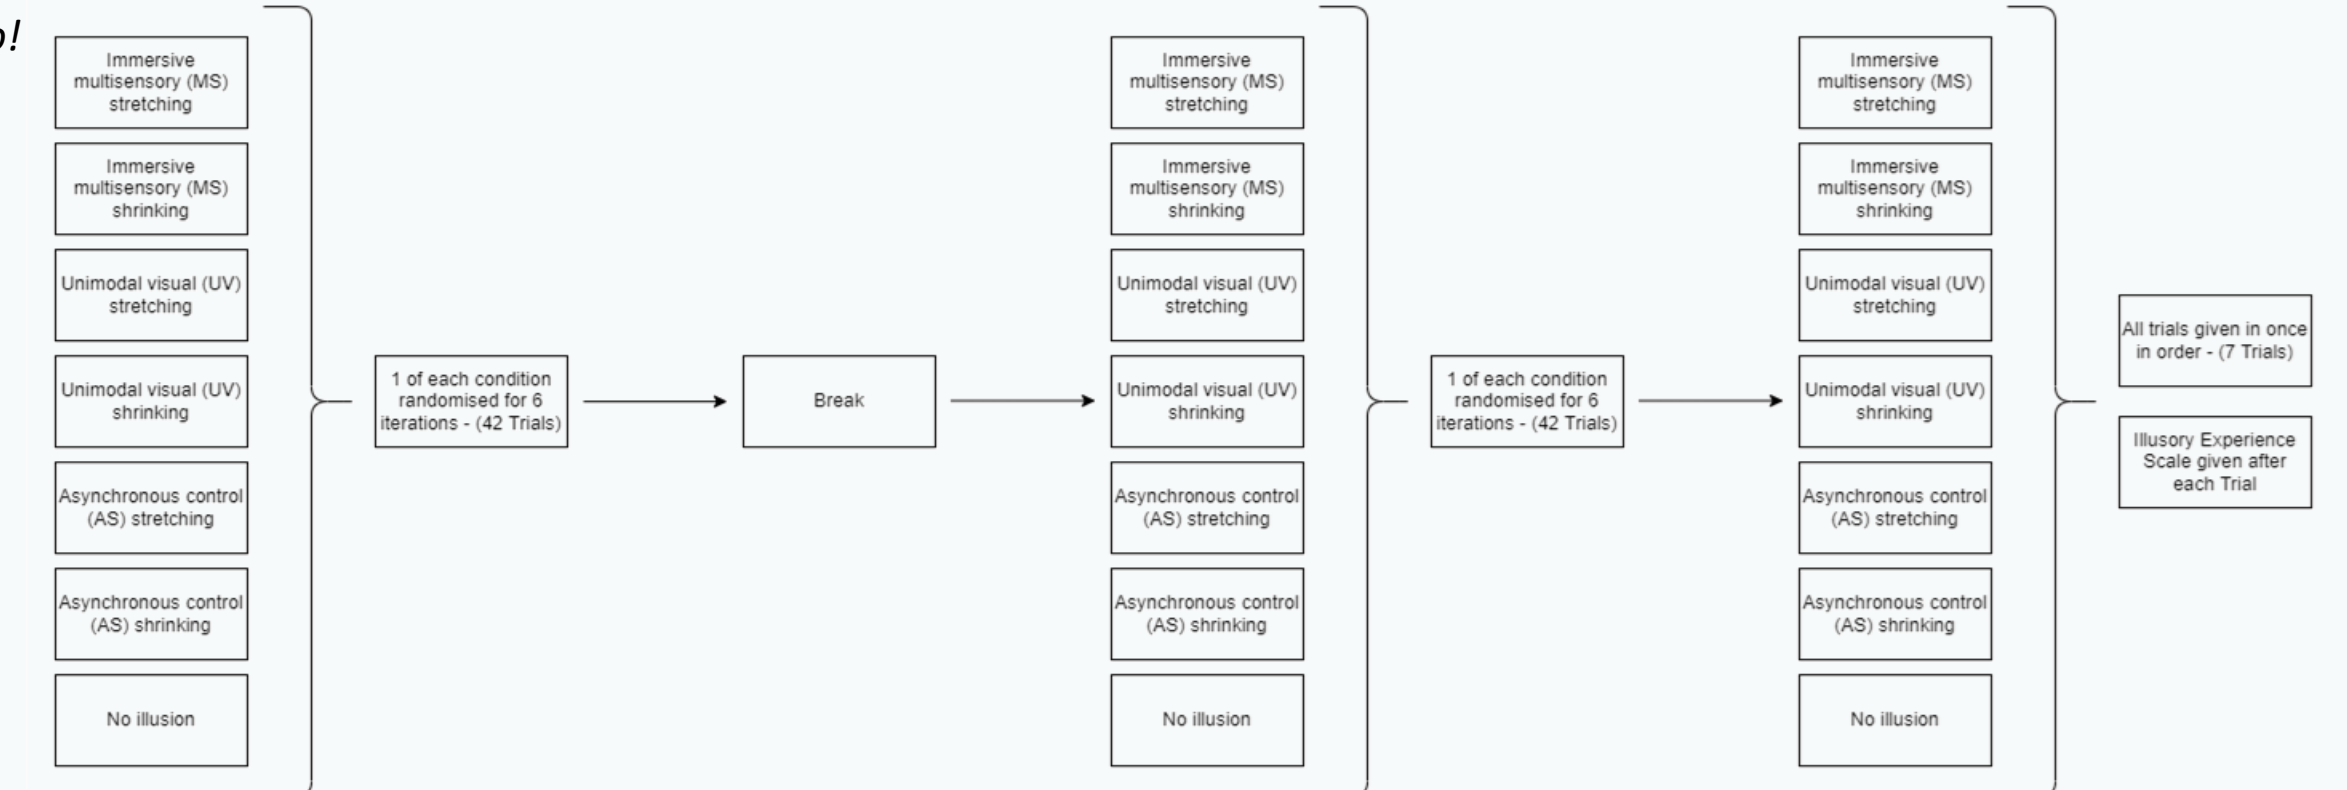 o!
Immersive
multisensory (MS)
stretching
Immersive
multisensory (MS)
shrinking
Unimodal visual (UV)
stretching
Unimodal visual (UV)
shrinking
Asynchronous control
(AS) stretching
Asynchronous control
(AS) shrinking
No illusion
1 of each condition
randomised for 6
iterations - (42 Trials)
Break
Immersive
multisensory (MS)
stretching
Immersive
multisensory (MS)
shrinking
Unimodal visual (UV)
stretching
Unimodal visual (UV)
shrinking
Asynchronous control
(AS) stretching
Asynchronous control
(AS) shrinking
No illusion
1 of each condition
randomised for 6
iterations - (42 Trials)
Immersive
multisensory (MS)
stretching
Immersive
multisensory (MS)
shrinking
Unimodal visual (UV)
stretching
Unimodal visual (UV)
shrinking
Asynchronous control
(AS) stretching
Asynchronous control
(AS) shrinking
No illusion
All trials given in once
in order - (7 Trials)
Illusory Experience
Scale given after
each Trial